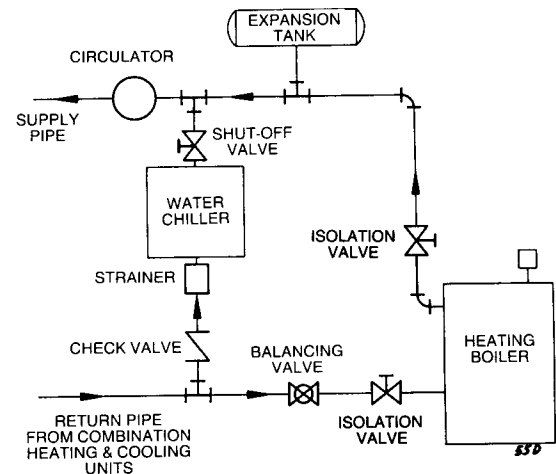 EXPANSION
TANK
CIRCULATOR
SUPPLY
PIPE
SHUT-OFF
VALVE
WATER
CHILLER
ISOLATION
VALVE
STRAINER
HEATING
BOILER
CHECK VALVE
BALANCING
VALVE
RETURN PIPE
FROM COMBINATION
HEATING & COOLING
UNITS
ISOLATION
VALVE
55D